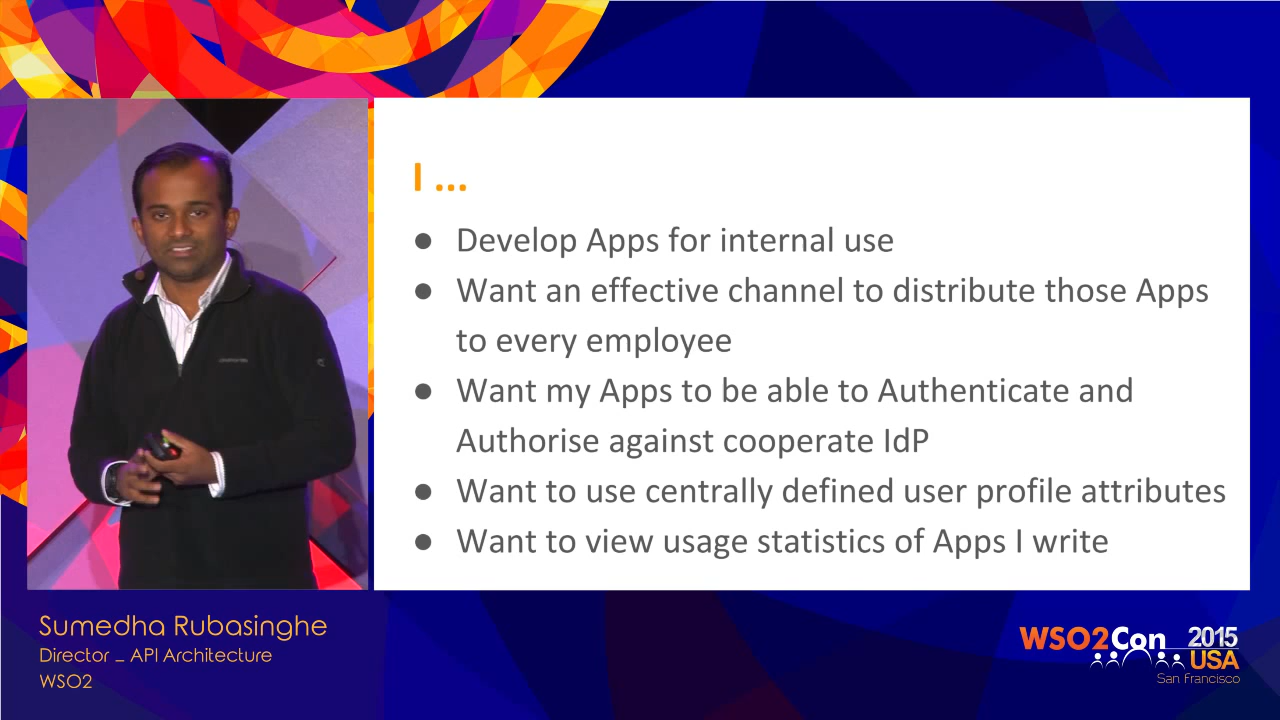 I ...
● Develop Apps for internal use
● Want an effective channel to distribute those Apps
to every employee
● Want my Apps to be able to Authenticate and
Authorise against cooperate IdP
● Want to use centrally defined user profile attributes
● Want to view usage statistics of Apps I write
Sumedha Rubasinghe
Director _ API Architecture
WSO2
WSO2Con 2015
USA
San Francisco